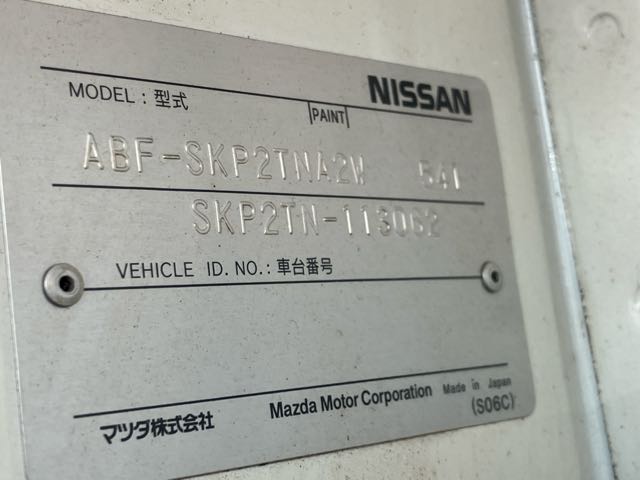 NISSAN
MODEL : 型式
PAINT
ABF-SKP2TNA2W 54I
SKP2TN-113062
VEHICLE ID. NO. : 車台番号
マツダ株式会社 Mazda Motor Corporation Made in Japan
(S06C)